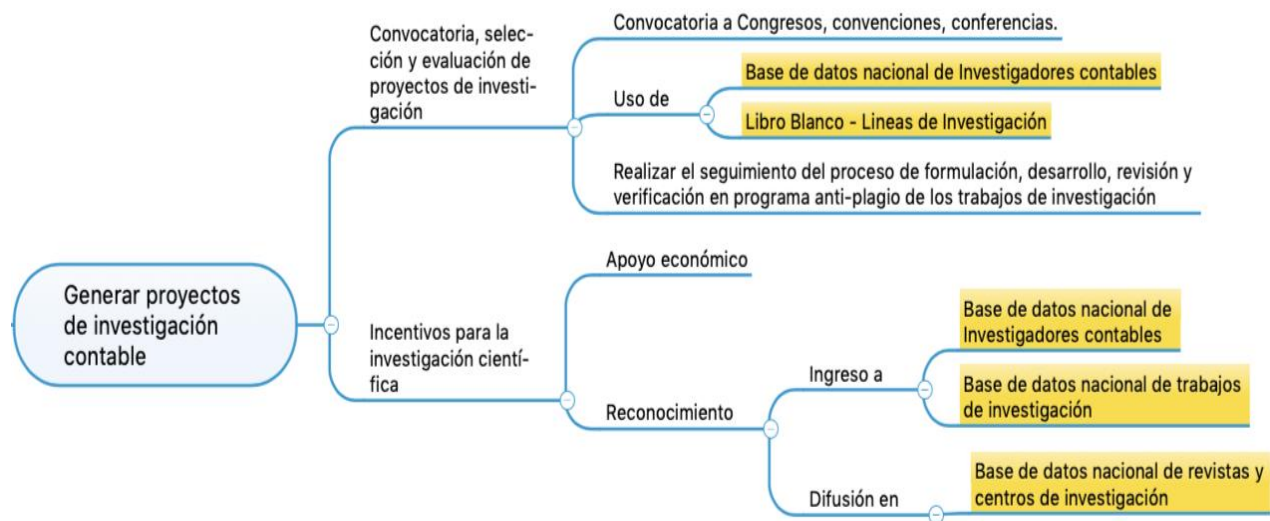 Generar proyectos
de investigación
contable
Convocatoria, selec-
ción y evaluación de
proyectos de investi-
gación
Convocatoria a Congresos, convenciones, conferencias.
Uso de
Base de datos nacional de Investigadores contables
Libro Blanco - Lineas de Investigación
Realizar el seguimiento del proceso de formulación, desarrollo, revisión y
verificación en programa anti-plagio de los trabajos de investigación
Incentivos para la
investigación cientí-
fica
Apoyo económico
Reconocimiento
Ingreso a
Base de datos nacional de
Investigadores contables
Base de datos nacional de trabajos
de investigación
Difusión en
Base de datos nacional de revistas y
centros de investigación